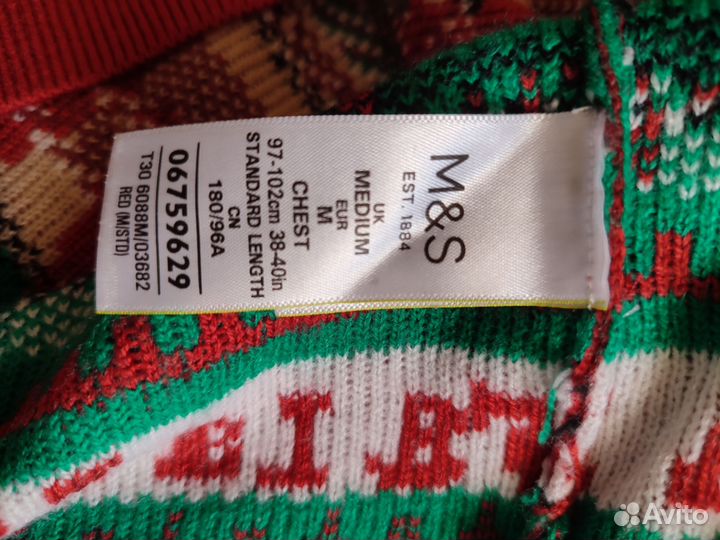 M&S
EST. 1884
UK
MEDIUM
EUR
M
CHEST
97-102cm 38-40in
STANDARD LENGTH
CN
180/96A
06759629
T30 6088M/03682
RED (M/STD)
Avito